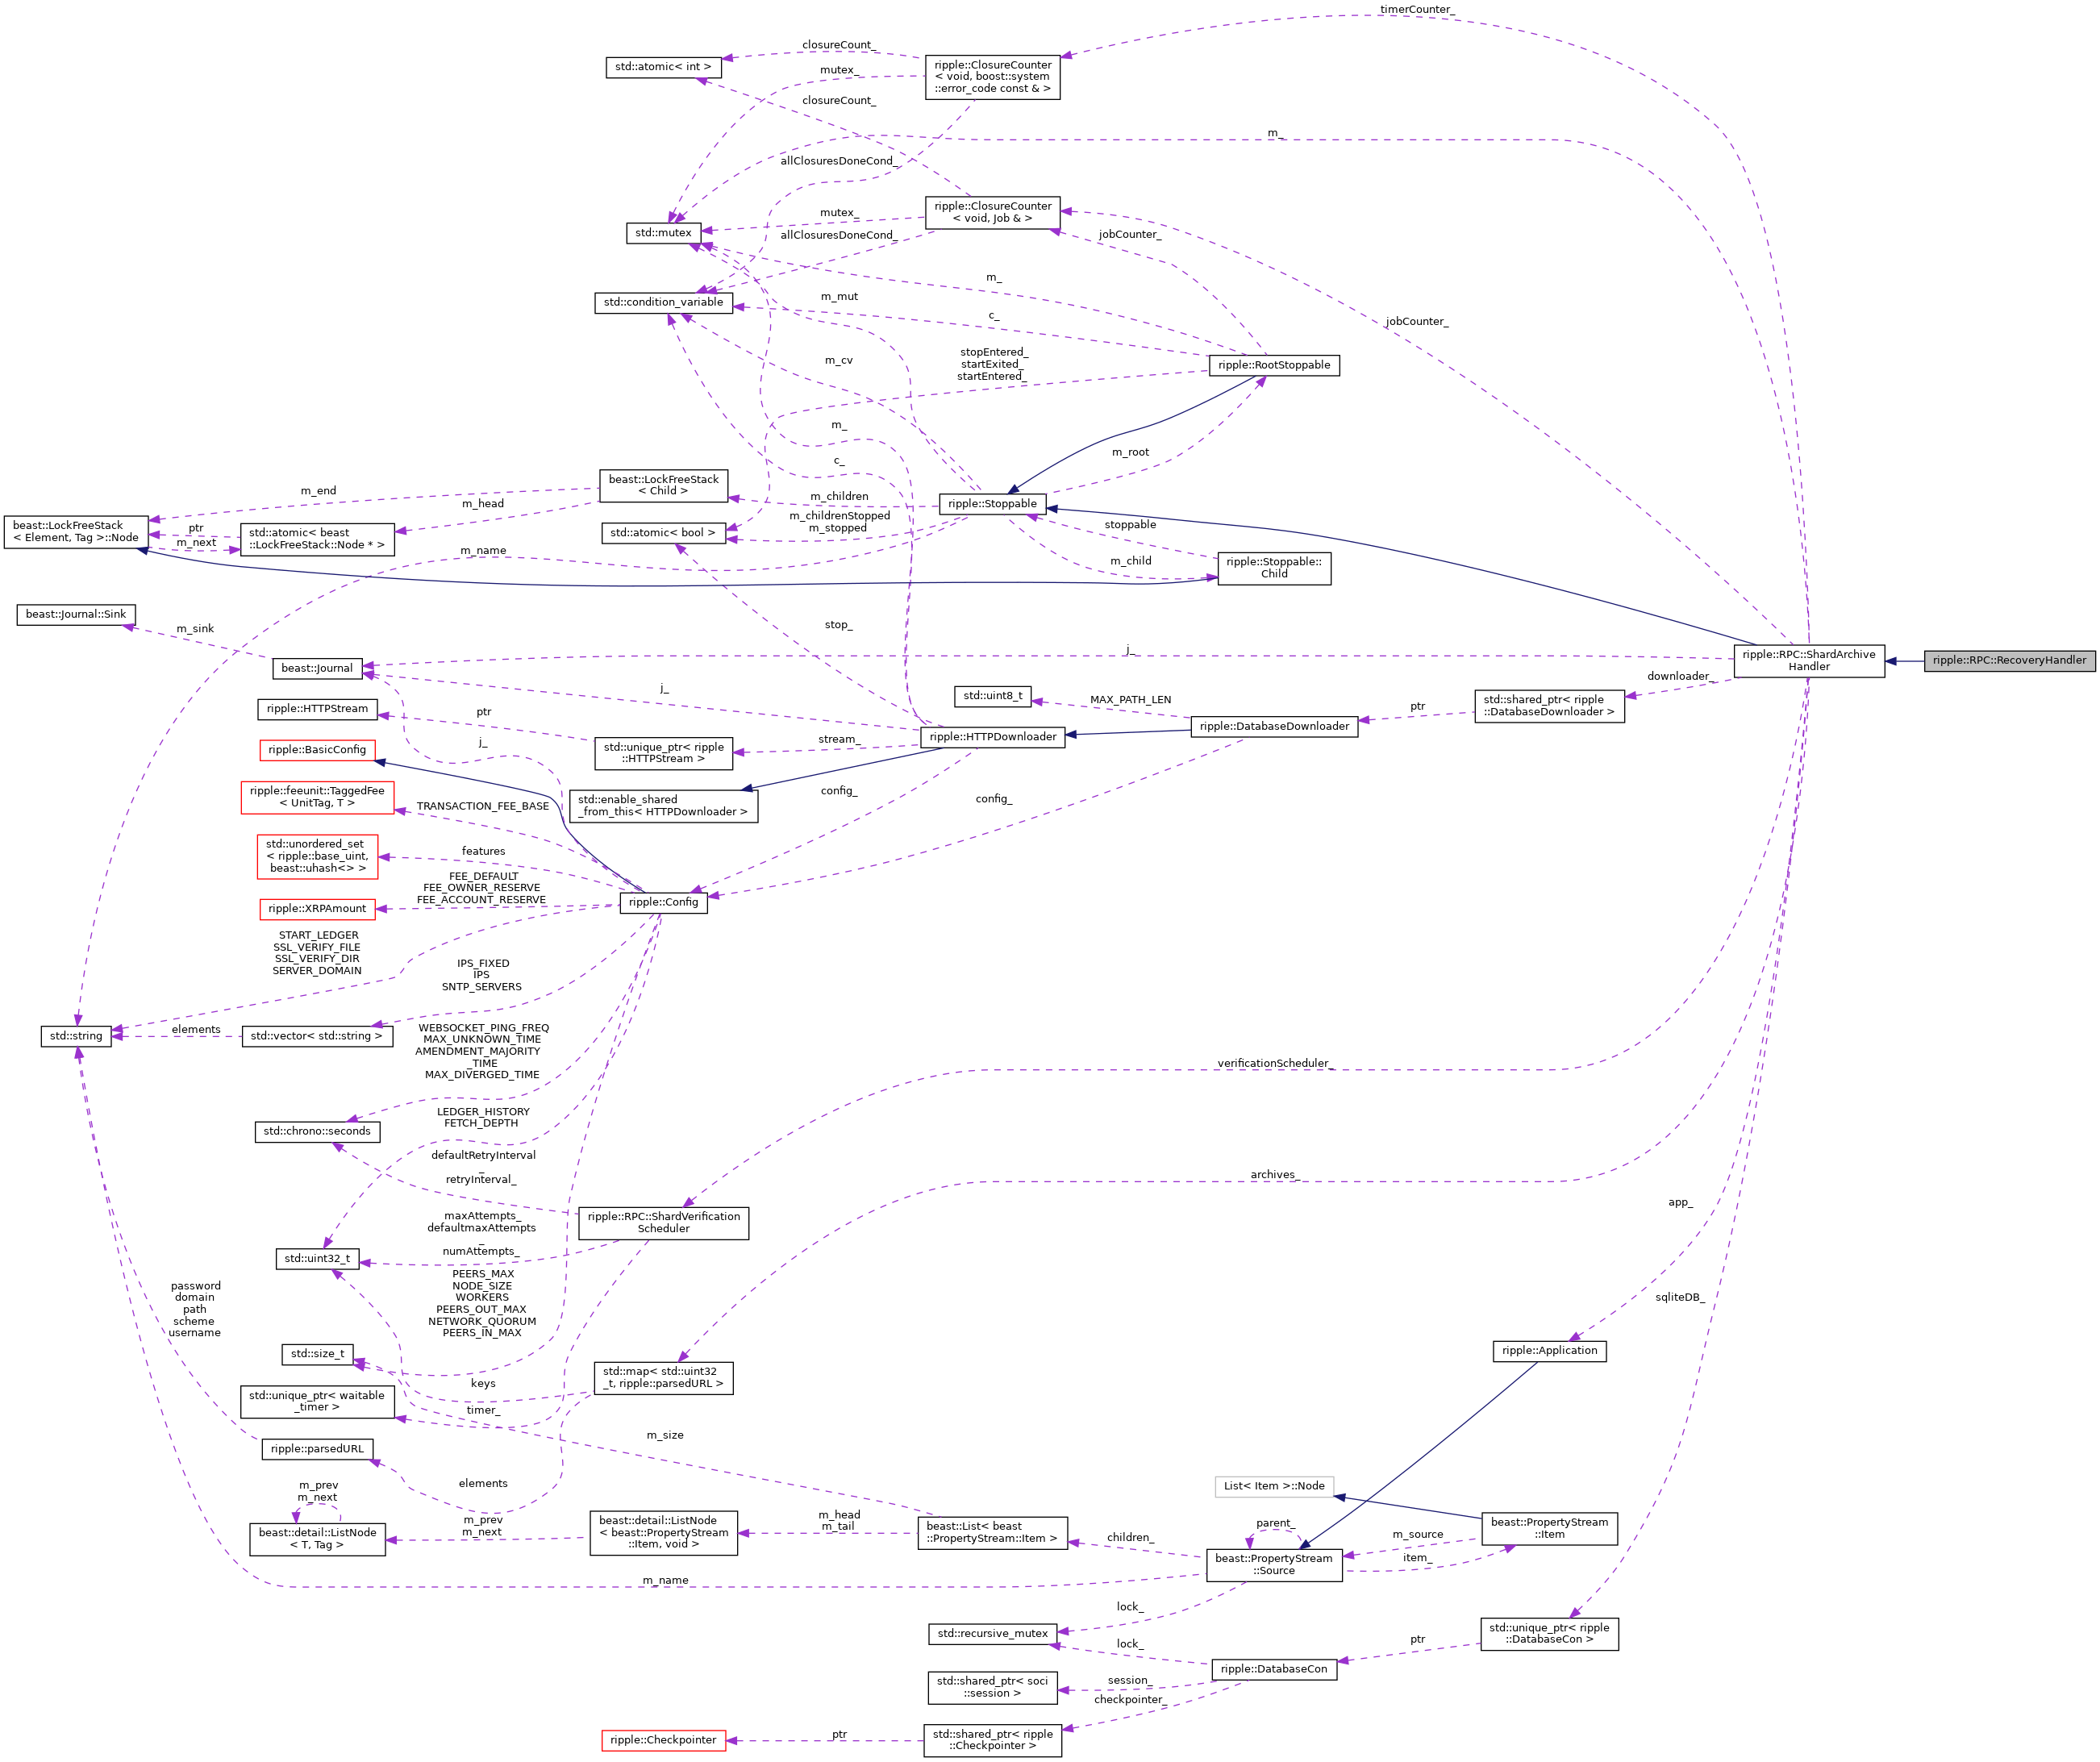 timerCounter_
closureCount_
std::atomic< int >
ripple::ClosureCounter
< void, boost::system
::error_code const & >
mutex_
closureCount_
m_
allClosuresDoneCond_
ripple::ClosureCounter
< void, Job & >
mutex_
std::mutex
allClosuresDoneCond_
jobCounter_
m_
m_mut
std::condition_variable
c_
jobCounter_
stopEntered_
startExited_
startEntered_
m_cv
ripple::RootStoppable
m_
m_root
c_
beast::LockFreeStack
< Child >
m_end
m_head
m_children
ripple::Stoppable
beast::LockFreeStack
< Element, Tag >::Node
ptr
m_next
std::atomic< beast
::LockFreeStack::Node * >
std::atomic< bool >
m_childrenStopped
m_stopped
stoppable
m_name
m_child
ripple::Stoppable::
Child
beast::Journal::Sink
m_sink
stop_
beast::Journal
j_
ripple::RPC::ShardArchive
Handler
ripple::RPC::RecoveryHandler
downloader_
j_
std::uint8_t
MAX_PATH_LEN
std::shared_ptr< ripple
::DatabaseDownloader >
ptr
ripple::HTTPStream
ptr
ripple::DatabaseDownloader
ripple::HTTPDownloader
stream_
j_
ripple::BasicConfig
std::unique_ptr< ripple
::HTTPStream >
ripple::feeunit::TaggedFee
< UnitTag, T >
TRANSACTION_FEE_BASE
std::enable_shared
_from_this< HTTPDownloader >
config_
config_
std::unordered_set
< ripple::base_uint,
beast::uhash<> >
features
FEE_DEFAULT
FEE_OWNER_RESERVE
FEE_ACCOUNT_RESERVE
ripple::XRPAmount
ripple::Config
START_LEDGER
SSL_VERIFY_FILE
SSL_VERIFY_DIR
SERVER_DOMAIN
IPS_FIXED
IPS
SNTP_SERVERS
std::string
elements
std::vector< std::string >
WEBSOCKET_PING_FREQ
MAX_UNKNOWN_TIME
AMENDMENT_MAJORITY
_TIME
MAX_DIVERGED_TIME
verificationScheduler_
LEDGER_HISTORY
FETCH_DEPTH
std::chrono::seconds
defaultRetryInterval
_
retryInterval_
archives_
app_
ripple::RPC::ShardVerification
Scheduler
maxAttempts_
defaultmaxAttempts
_
numAttempts_
std::uint32_t
PEERS_MAX
NODE_SIZE
WORKERS
PEERS_OUT_MAX
NETWORK_QUORUM
PEERS_IN_MAX
password
domain
path
scheme
username
sqliteDB_
std::size_t
ripple::Application
std::map< std::uint32
_t, ripple::parsedURL >
keys
std::unique_ptr< waitable
_timer >
timer_
m_size
ripple::parsedURL
elements
List< Item >::Node
m_prev
m_next
beast::detail::ListNode
< T, Tag >
m_prev
m_next
beast::detail::ListNode
< beast::PropertyStream
::Item, void >
m_head
m_tail
beast::List< beast
::PropertyStream::Item >
children_
parent_
beast::PropertyStream
::Source
m_source
item_
beast::PropertyStream
::Item
m_name
lock_
std::recursive_mutex
lock_
std::unique_ptr< ripple
::DatabaseCon >
ptr
ripple::DatabaseCon
std::shared_ptr< soci
::session >
session_
checkpointer_
ripple::Checkpointer
ptr
std::shared_ptr< ripple
::Checkpointer >